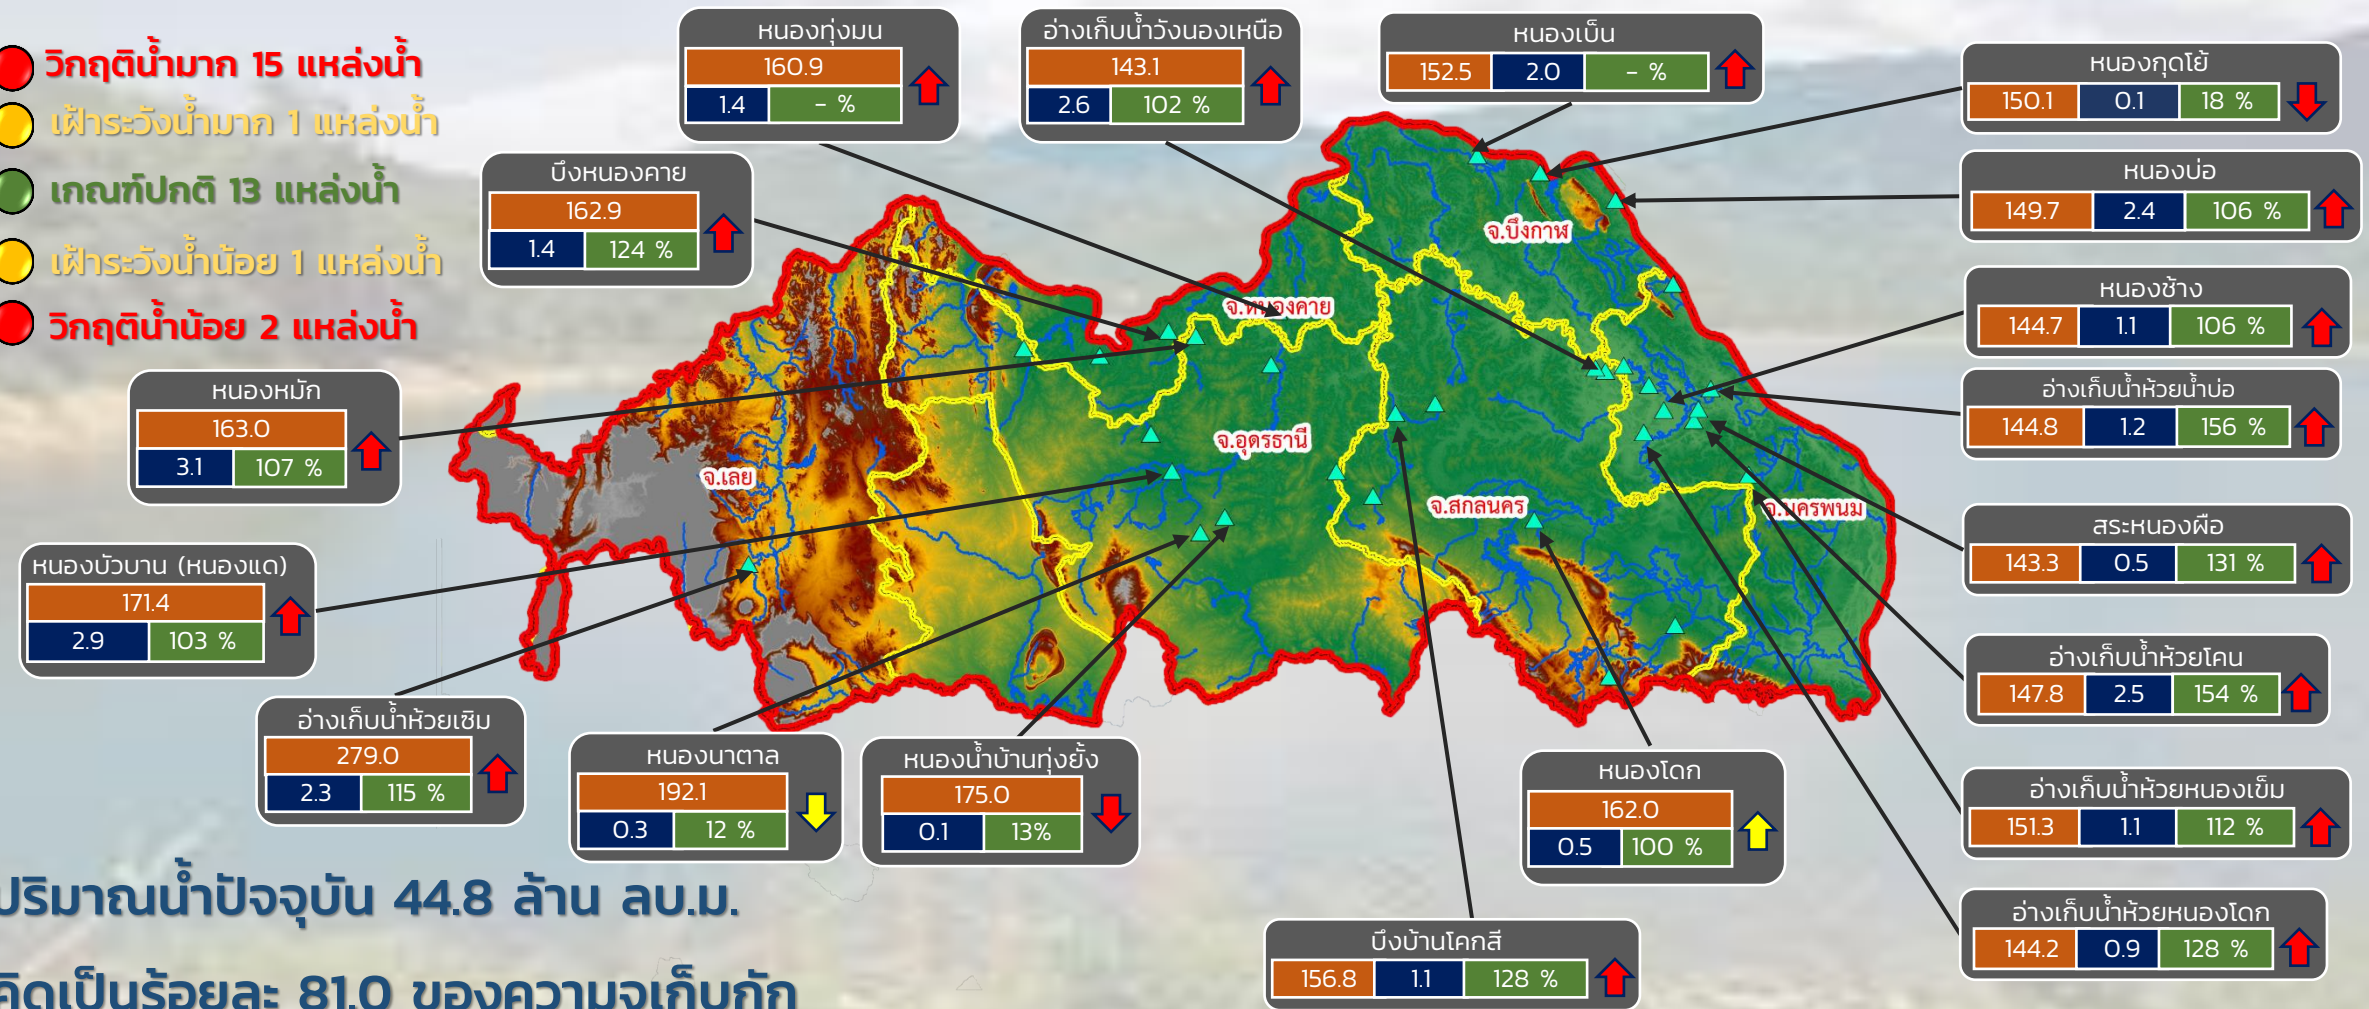 วิกฤติน้ำมาก 15 แหล่งน้ำ
เฝ้าระวังน้ำมาก 1 แหล่งน้ำ
เกณฑ์ปกติ 13 แหล่งน้ำ
เฝ้าระวังน้ำน้อย 1 แหล่งน้ำ
วิกฤติน้ำน้อย 2 แหล่งน้ำ
หนองทุ่งมน
160.9
1.4 - %
อ่างเก็บน้ำวังนองเหนือ
143.1
2.6 102 %
หนองเบ็น
152.5 2.0 - %
หนองกุดโย้
150.1 0.1 18 %
บึงหนองคาย
162.9
1.4 124 %
หนองบ่อ
149.7 2.4 106 %
หนองช้าง
144.7 1.1 106 %
หนองหมัก
163.0
3.1 107 %
อ่างเก็บน้ำห้วยน้ำบ่อ
144.8 1.2 156 %
จ.บึงกาฬ
จ.หนองคาย
จ.อุดรธานี
จ.เลย
จ.สกลนคร
จ.นครพนม
สระหนองผือ
143.3 0.5 131 %
หนองบัวบาน (หนองแด)
171.4
2.9 103 %
อ่างเก็บน้ำห้วยโคน
147.8 2.5 154 %
อ่างเก็บน้ำห้วยเซิม
279.0
2.3 115 %
หนองนาตาล
192.1
0.3 12 %
หนองน้ำบ้านทุ่งยั้ง
175.0
0.1 13%
หนองโดก
162.0
0.5 100 %
อ่างเก็บน้ำห้วยหนองเข็ม
151.3 1.1 112 %
อ่างเก็บน้ำห้วยหนองโดก
144.2 0.9 128 %
บึงบ้านโคกสี
156.8 1.1 128 %
ปริมาณน้ำปัจจุบัน 44.8 ล้าน ลบ.ม.
คิดเป็นร้อยละ 81.0 ของความจุเก็บกัก